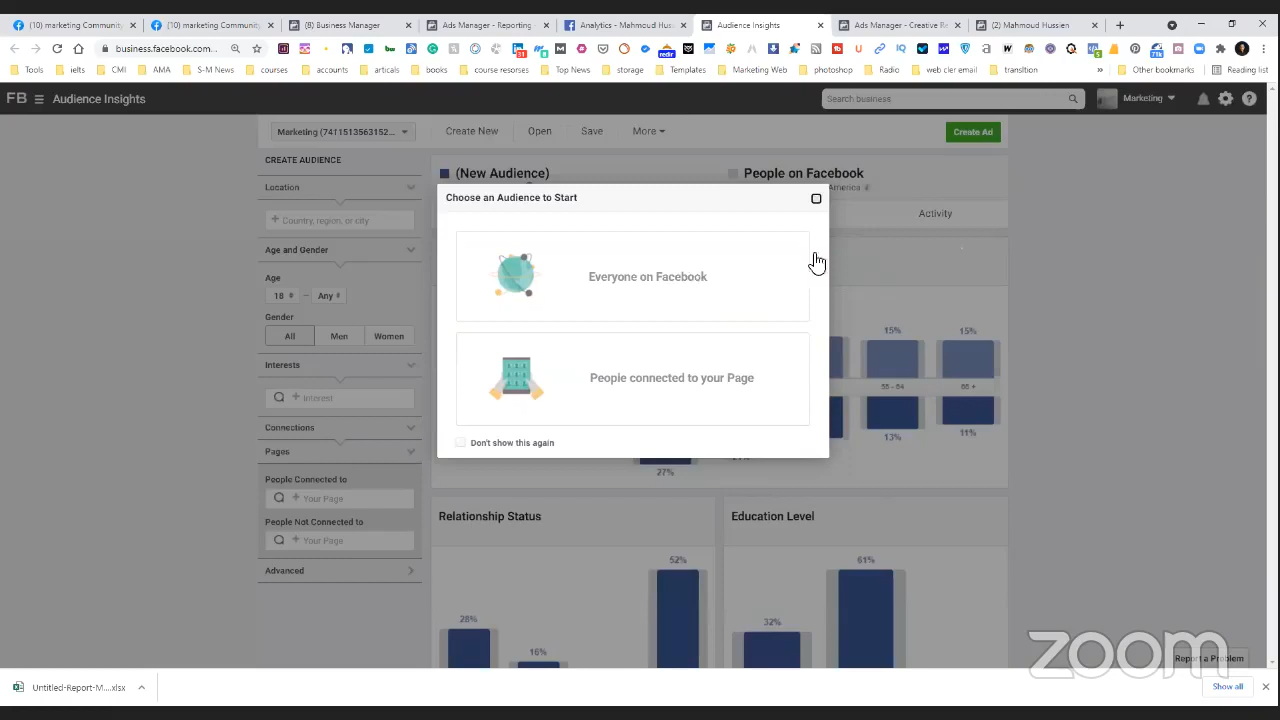 (10) marketing Community
(10) marketing Communit
(8) Business Manager
Ads Manager - Reporting -
Analytics - Mahmoud Huss
Audience Insights
Ads Manager - Creative Re
(2) Mahmoud Hussien
business.facebook.com...
Tools
ielts
CMI
AMA
S-M News
courses
accounts
articals
books
course resorses
Top News
storage
Templates
Marketing Web
photoshop
Radio
web cler email
transltion
Other bookmarks
Reading list
FB
Audience Insights
Search business
Marketing
Marketing (7411513563152...
Create New
Open
Save
More
Create Ad
CREATE AUDIENCE
Location
+ Country, region, or city
Age and Gender
Age
18 – Any
Gender
All
Men
Women
Interests
+ Interest
Connections
Pages
People Connected to
+ Your Page
People Not Connected to
+ Your Page
Advanced
(New Audience)
People on Facebook
America
Activity
Choose an Audience to Start
Everyone on Facebook
People connected to your Page
Don't show this again
15%
15%
55 - 64
65 +
13%
11%
27%
Relationship Status
Education Level
28%
16%
52%
32%
61%
zoom
Report a Problem
Untitled-Report-M....xlsx
Show all